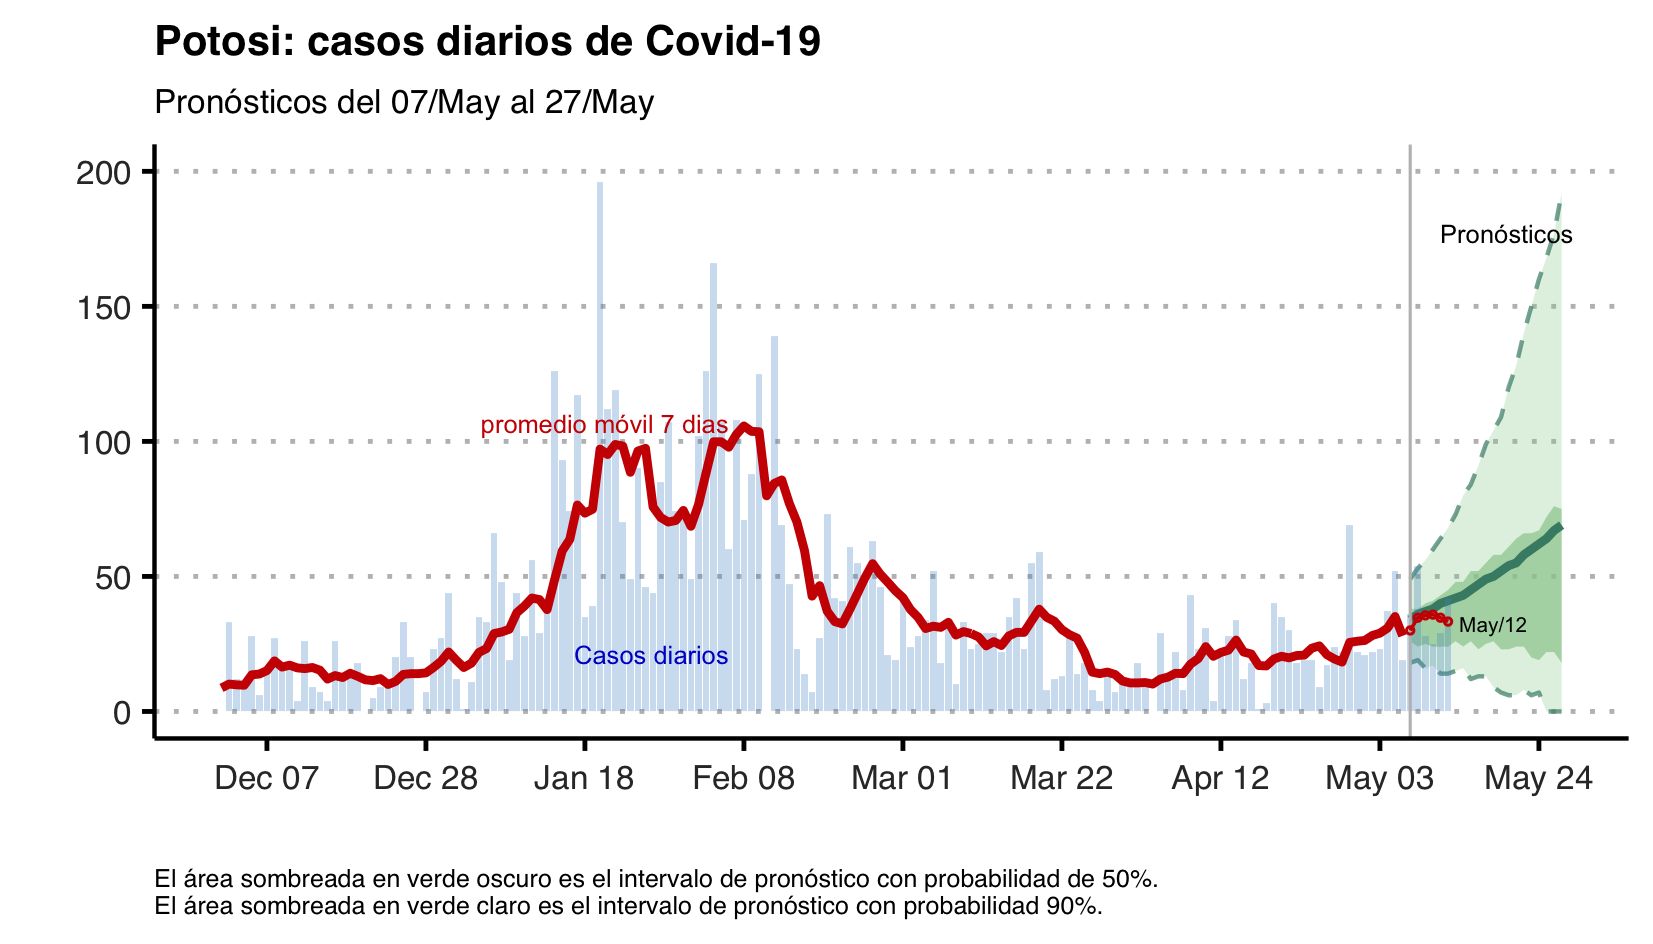 Potosi: casos diarios de Covid-19
Pronósticos del 07/May al 27/May
200
150
100
50
0
Pronósticos
promedio móvil 7 dias
Casos diarios
May/12
Dec 07 Dec 28 Jan 18 Feb 08 Mar 01 Mar 22 Apr 12 May 03 May 24
El área sombreada en verde oscuro es el intervalo de pronóstico con probabilidad de 50%.
El área sombreada en verde claro es el intervalo de pronóstico con probabilidad 90%.